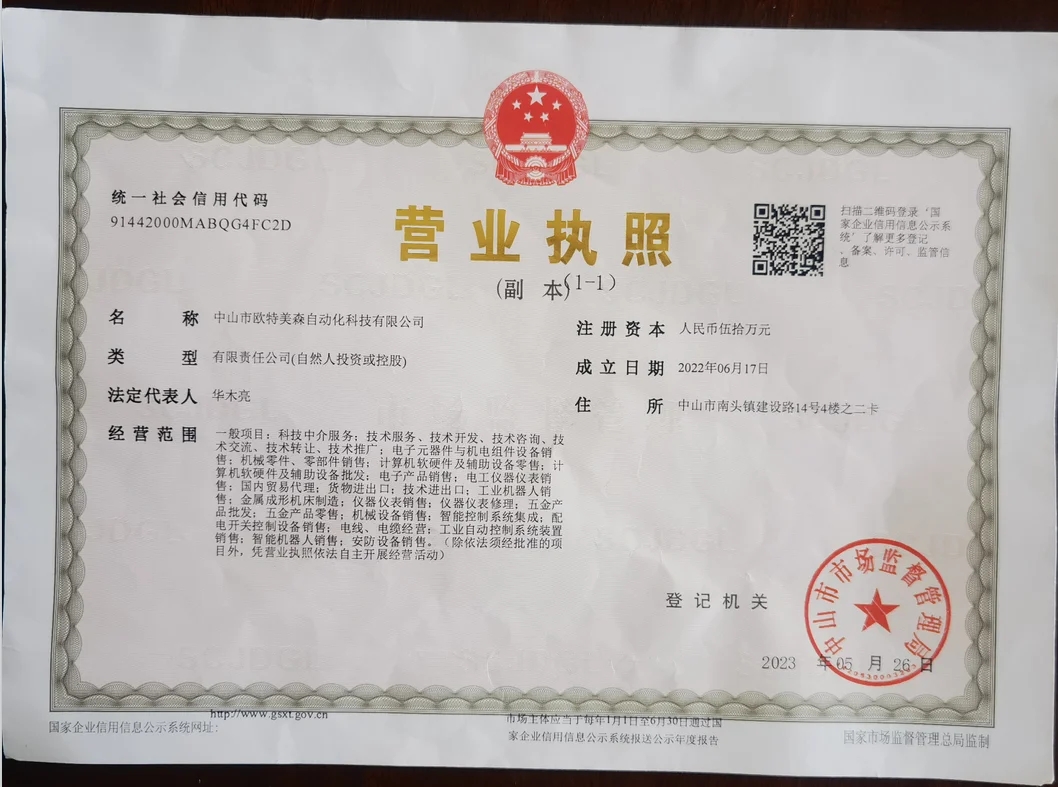 统一社会信用代码
91442000MABQG4FC2D
营业执照
(副 本)(1-1)
扫描二维码登录‘国
家企业信用信息公示系
统’了解更多登记
、备案、许可、监管信
息
名 称 中山市欧特美森自动化科技有限公司
类 型 有限责任公司(自然人投资或控股)
法定代表人 华木亮
经营范围 一般项目：科技中介服务；技术服务、技术开发、技术咨询、技
术交流、技术转让、技术推广；电子元器件与机电组件设备销
售；机械零件、零部件销售；计算机软硬件及辅助设备零售；计
算机软硬件及辅助设备批发；电子产品销售；电工仪器仪表销
售；国内贸易代理；货物进出口；技术进出口；工业机器人销
售；金属成形机床制造；仪器仪表销售；仪器仪表修理；五金产
品批发；五金产品零售；机械设备销售；智能控制系统集成；配
电开关控制设备销售；电线、电缆经营；工业自动控制系统装置
销售；智能机器人销售；安防设备销售。（除依法须经批准的项
目外，凭营业执照依法自主开展经营活动）
注册资本 人民币伍拾万元
成立日期 2022年06月17日
住 所 中山市南头镇建设路14号4楼之二卡
登记机关
中山市市场监督管理局
2023 年 05 月 26 日
http://www.gsxt.gov.cn
国家企业信用信息公示系统网址：
市场主体应当于每年1月1日至6月30日通过国
家企业信用信息公示系统报送公示年度报告
国家市场监督管理总局监制